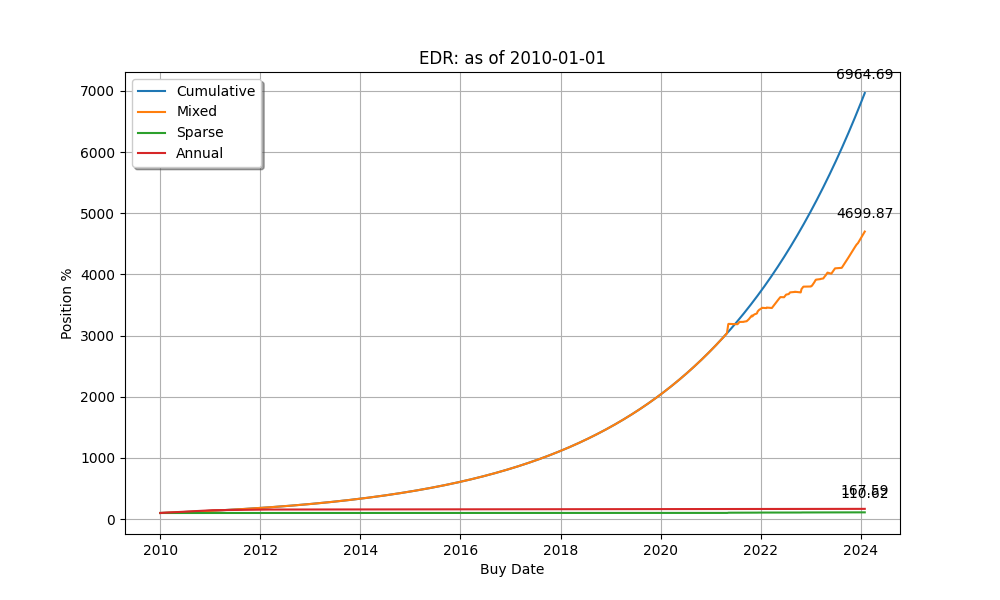 EDR: as of 2010-01-01
6964.69
7000
Cumulative
Mixed
Sparse
Annual
6000
5000
4699.87
4000
3000
2000
1000
167.59
110.62
0
Position %
2010
2012
2014
2016
2018
2020
2022
2024
Buy Date